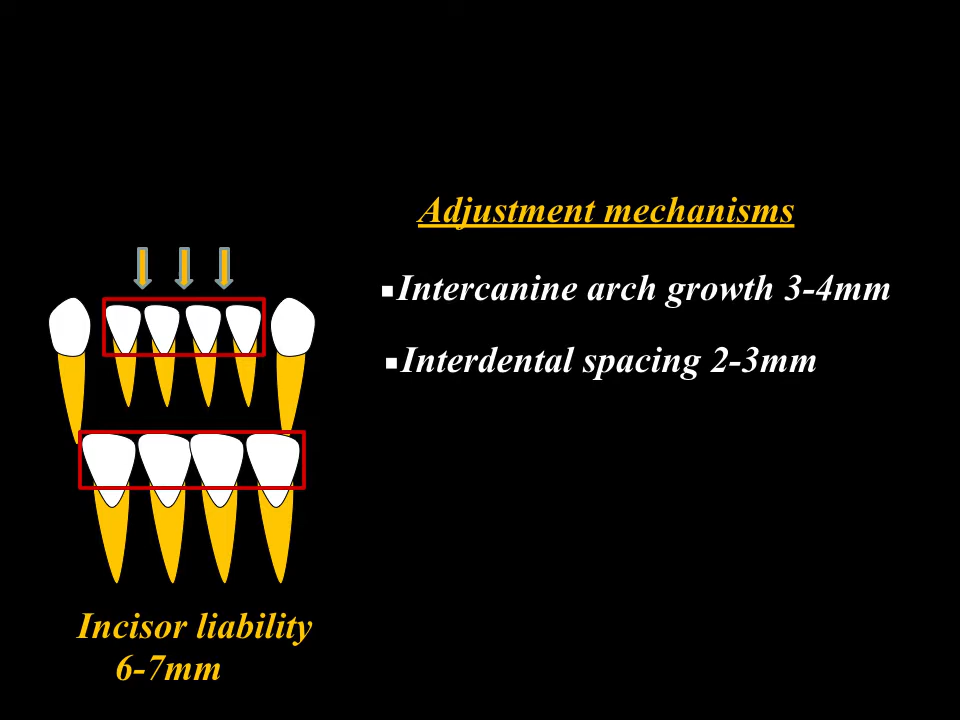 Adjustment mechanisms
▪Intercanine arch growth 3-4mm
▪Interdental spacing 2-3mm
Incisor liability
6-7mm